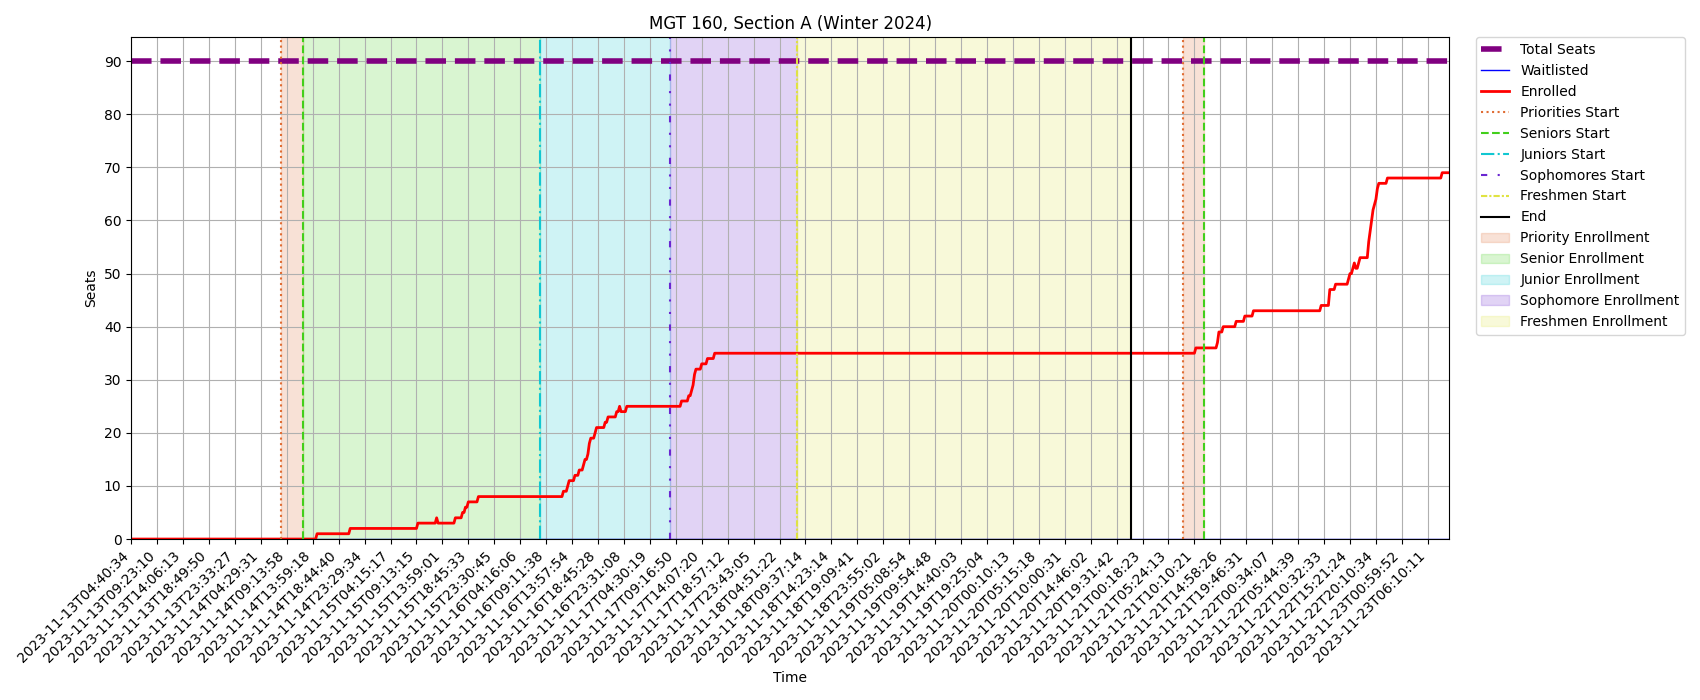 MGT 160, Section A (Winter 2024)
Seats
90
80
70
60
50
40
30
20
10
0
2023-11-13T04:40:34
2023-11-13T09:23:10
2023-11-13T14:06:13
2023-11-13T18:49:50
2023-11-13T23:33:27
2023-11-14T04:29:31
2023-11-14T09:13:58
2023-11-14T13:59:18
2023-11-14T18:44:40
2023-11-14T23:29:34
2023-11-15T04:15:17
2023-11-15T09:13:15
2023-11-15T13:59:01
2023-11-15T18:45:33
2023-11-15T23:30:45
2023-11-16T04:16:06
2023-11-16T09:11:38
2023-11-16T13:57:54
2023-11-16T18:45:28
2023-11-16T23:31:08
2023-11-17T04:30:19
2023-11-17T09:16:50
2023-11-17T14:07:20
2023-11-17T18:57:12
2023-11-17T23:43:05
2023-11-18T04:51:22
2023-11-18T09:37:14
2023-11-18T14:23:14
2023-11-18T19:09:41
2023-11-18T23:55:02
2023-11-19T05:08:54
2023-11-19T09:54:48
2023-11-19T14:40:03
2023-11-19T19:25:04
2023-11-20T00:10:13
2023-11-20T05:15:18
2023-11-20T10:00:31
2023-11-20T14:46:02
2023-11-20T19:31:42
2023-11-21T00:18:23
2023-11-21T05:24:13
2023-11-21T10:10:21
2023-11-21T14:58:26
2023-11-21T19:46:31
2023-11-22T00:34:07
2023-11-22T05:44:39
2023-11-22T10:32:33
2023-11-22T15:21:24
2023-11-22T20:10:34
2023-11-23T00:59:52
2023-11-23T06:10:11
Time
Total Seats
Waitlisted
Enrolled
Priorities Start
Seniors Start
Juniors Start
Sophomores Start
Freshmen Start
End
Priority Enrollment
Senior Enrollment
Junior Enrollment
Sophomore Enrollment
Freshmen Enrollment